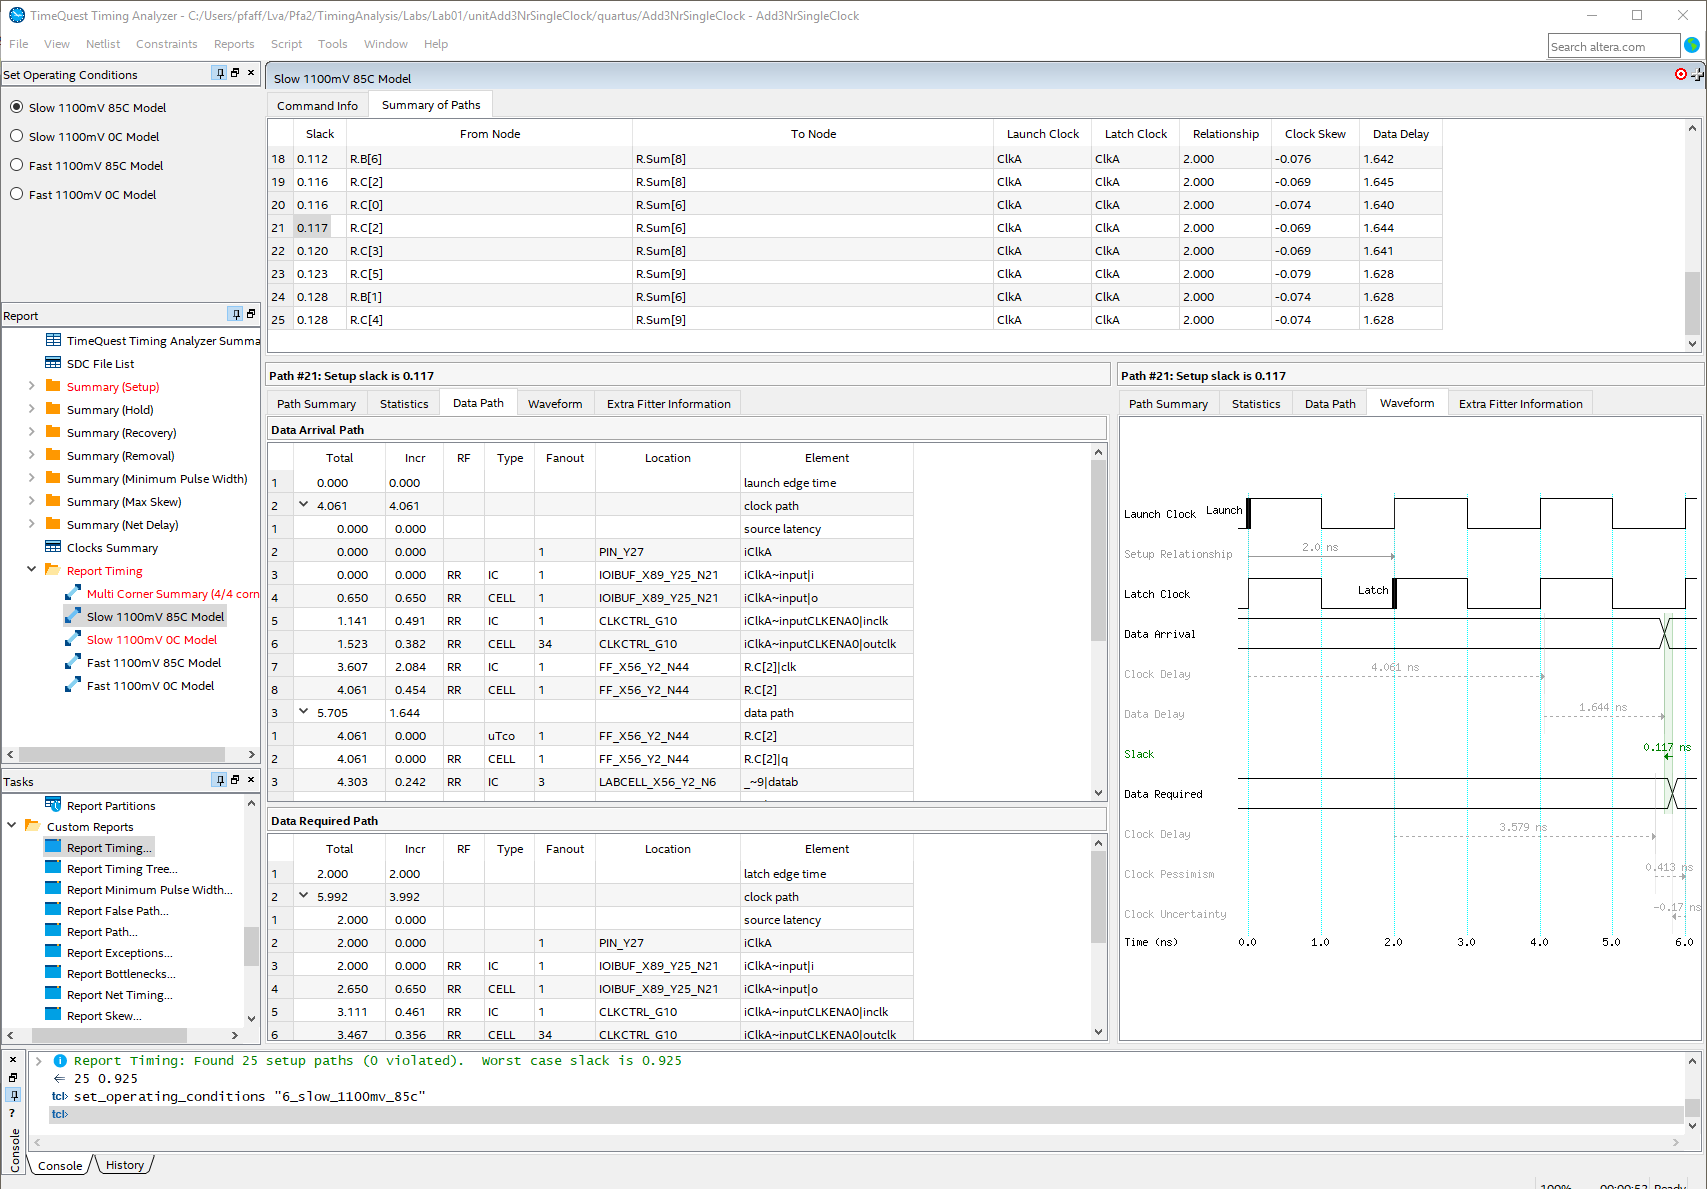 TimeQuest Timing Analyzer - C:/Users/pfaff/Lva/Pfa2/TimingAnalysis/Labs/Lab01/unitAdd3NrSingleClock/quartus/Add3NrSingleClock - Add3NrSingleClock
File View Netlist Constraints Reports Script Tools Window Help
Search altera.com
Set Operating Conditions
Slow 1100mV 85C Model
Slow 1100mV 0C Model
Fast 1100mV 85C Model
Fast 1100mV 0C Model
Report
TimeQuest Timing Analyzer Summa
SDC File List
Summary (Setup)
Summary (Hold)
Summary (Recovery)
Summary (Removal)
Summary (Minimum Pulse Width)
Summary (Max Skew)
Summary (Net Delay)
Clocks Summary
Report Timing
Multi Corner Summary (4/4 corn
Slow 1100mV 85C Model
Slow 1100mV 0C Model
Fast 1100mV 85C Model
Fast 1100mV 0C Model
Tasks
Report Partitions
Custom Reports
Report Timing...
Report Timing Tree...
Report Minimum Pulse Width...
Report False Path...
Report Path...
Report Exceptions...
Report Bottlenecks...
Report Net Timing...
Report Skew...
Slow 1100mV 85C Model
Command Info Summary of Paths
Slack From Node To Node Launch Clock Latch Clock Relationship Clock Skew Data Delay
18 0.112 R.B[6] R.Sum[8] ClkA ClkA 2.000 -0.076 1.642
19 0.116 R.C[2] R.Sum[8] ClkA ClkA 2.000 -0.069 1.645
20 0.116 R.C[0] R.Sum[6] ClkA ClkA 2.000 -0.074 1.640
21 0.117 R.C[2] R.Sum[6] ClkA ClkA 2.000 -0.069 1.644
22 0.120 R.C[3] R.Sum[8] ClkA ClkA 2.000 -0.069 1.641
23 0.123 R.C[5] R.Sum[9] ClkA ClkA 2.000 -0.079 1.628
24 0.128 R.B[1] R.Sum[6] ClkA ClkA 2.000 -0.074 1.628
25 0.128 R.C[4] R.Sum[9] ClkA ClkA 2.000 -0.074 1.628
Path #21: Setup slack is 0.117
Path Summary Statistics Data Path Waveform Extra Fitter Information
Data Arrival Path
Total Incr RF Type Fanout Location Element
1 0.000 0.000 launch edge time
2 4.061 4.061 clock path
1 0.000 0.000 source latency
2 0.000 0.000 1 PIN_Y27 iClkA
3 0.000 0.000 RR IC 1 IOIBUF_X89_Y25_N21 iClkA~input|i
4 0.650 0.650 RR CELL 1 IOIBUF_X89_Y25_N21 iClkA~input|o
5 1.141 0.491 RR IC 1 CLKCTRL_G10 iClkA~inputCLKENA0|inclk
6 1.523 0.382 RR CELL 34 CLKCTRL_G10 iClkA~inputCLKENA0|outclk
7 3.607 2.084 RR IC 1 FF_X56_Y2_N44 R.C[2]|clk
8 4.061 0.454 RR CELL 1 FF_X56_Y2_N44 R.C[2]
3 5.705 1.644 data path
1 4.061 0.000 uTco 1 FF_X56_Y2_N44 R.C[2]
2 4.061 0.000 RR CELL 1 FF_X56_Y2_N44 R.C[2]|q
3 4.303 0.242 RR IC 3 LABCELL_X56_Y2_N6 _~9|datab
Data Required Path
Total Incr RF Type Fanout Location Element
1 2.000 2.000 latch edge time
2 5.992 3.992 clock path
1 2.000 0.000 source latency
2 2.000 0.000 1 PIN_Y27 iClkA
3 2.000 0.000 RR IC 1 IOIBUF_X89_Y25_N21 iClkA~input|i
4 2.650 0.650 RR CELL 1 IOIBUF_X89_Y25_N21 iClkA~input|o
5 3.111 0.461 RR IC 1 CLKCTRL_G10 iClkA~inputCLKENA0|inclk
6 3.467 0.356 RR CELL 34 CLKCTRL_G10 iClkA~inputCLKENA0|outclk
Path #21: Setup slack is 0.117
Path Summary Statistics Data Path Waveform Extra Fitter Information
Launch Clock Launch
Setup Relationship 2.0 ns
Latch Clock Latch
Data Arrival
Clock Delay 4.061 ns
Data Delay 1.644 ns
Slack 0.117 ns
Data Required
Clock Delay 3.579 ns
Clock Pessimism 0.413 ns
Clock Uncertainty -0.17 ns
Time (ns) 0.0 1.0 2.0 3.0 4.0 5.0 6.0
Report Timing: Found 25 setup paths (0 violated). Worst case slack is 0.925
25 0.925
tcl> set_operating_conditions "6_slow_1100mv_85c"
tcl>
Console
Console History
100% 00:00:52 Ready